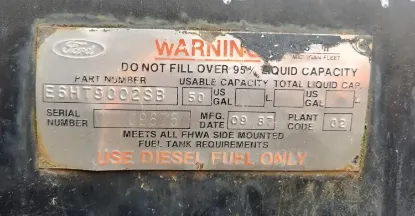 Ford WARNING
DO NOT FILL OVER 95% LIQUID CAPACITY
PART NUMBER USABLE CAPACITY TOTAL LIQUID CAP.
E6HT9002SB 50 US GAL L US GAL L
SERIAL NUMBER MFG. DATE 09 87 PLANT CODE 02
MEETS ALL FHWA SIDE MOUNTED
FUEL TANK REQUIREMENTS
USE DIESEL FUEL ONLY